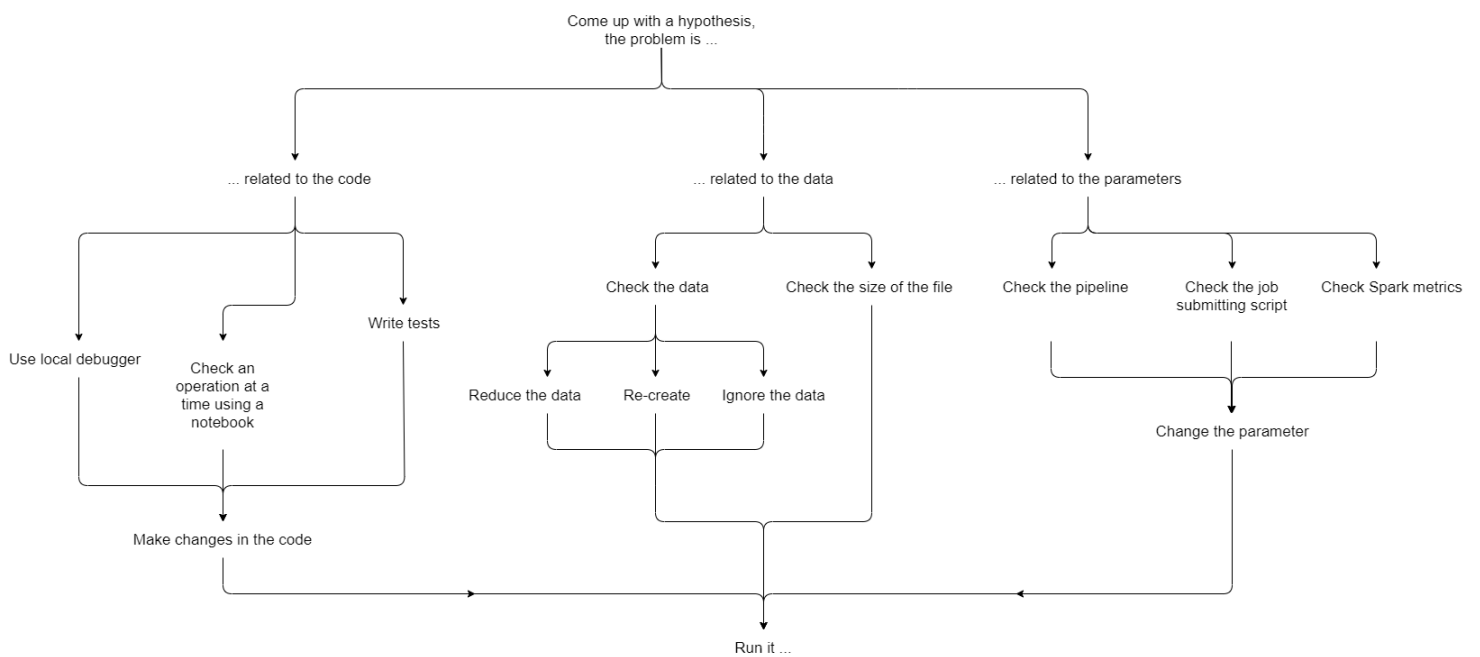 Come up with a hypothesis,
the problem is ...
... related to the code
... related to the data
... related to the parameters
Check the data
Check the size of the file
Check the pipeline
Check the job
submitting script
Check Spark metrics
Write tests
Use local debugger
Check an
operation at a
time using a
notebook
Reduce the data
Re-create
Ignore the data
Change the parameter
Make changes in the code
Run it ...